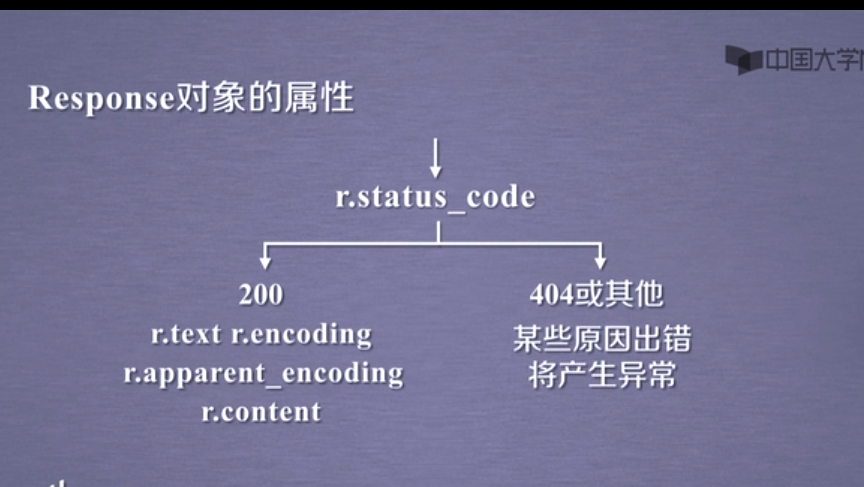 中国大学
Response对象的属性
r.status_code
200
404或其他
r.text r.encoding
某些原因出错
r.apparent_encoding
将产生异常
r.content